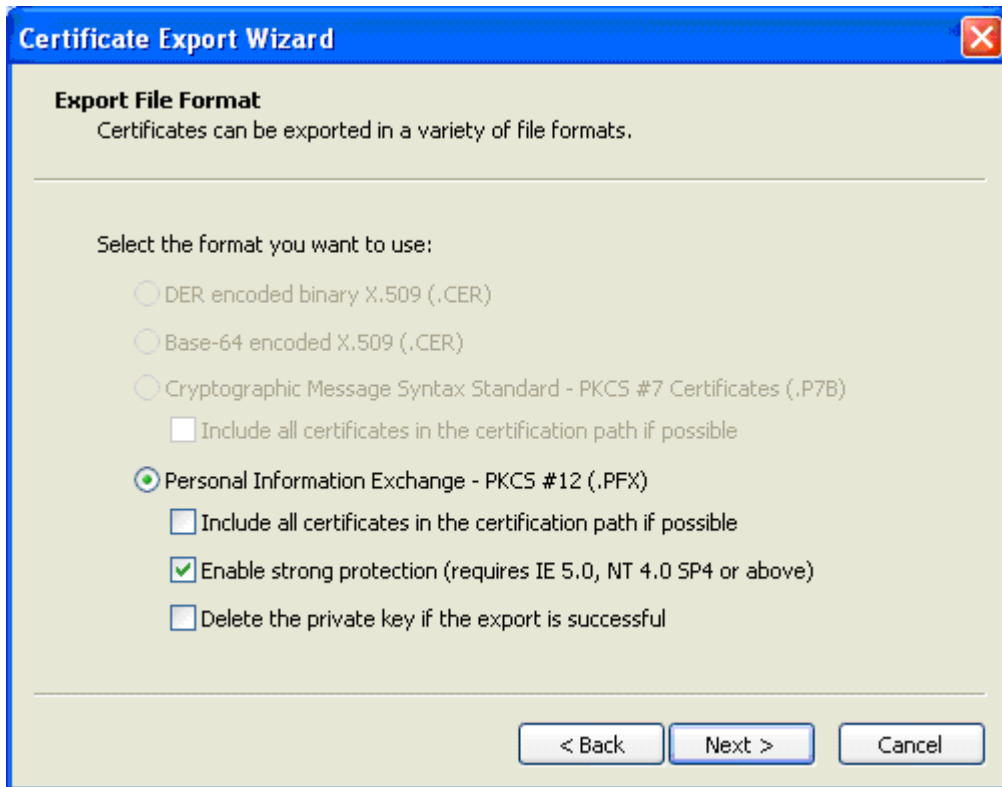 Certificate Export Wizard
Export File Format
Certificates can be exported in a variety of file formats.
Select the format you want to use:
DER encoded binary X.509 (.CER)
Base-64 encoded X.509 (.CER)
Cryptographic Message Syntax Standard - PKCS #7 Certificates (.P7B)
Include all certificates in the certification path if possible
Personal Information Exchange - PKCS #12 (.PFX)
Include all certificates in the certification path if possible
Enable strong protection (requires IE 5.0, NT 4.0 SP4 or above)
Delete the private key if the export is successful
< Back Next > Cancel